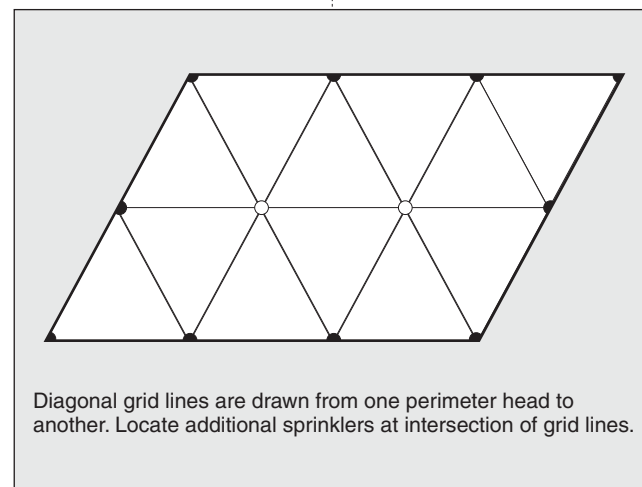 Diagonal grid lines are drawn from one perimeter head to
another. Locate additional sprinklers at intersection of grid lines.